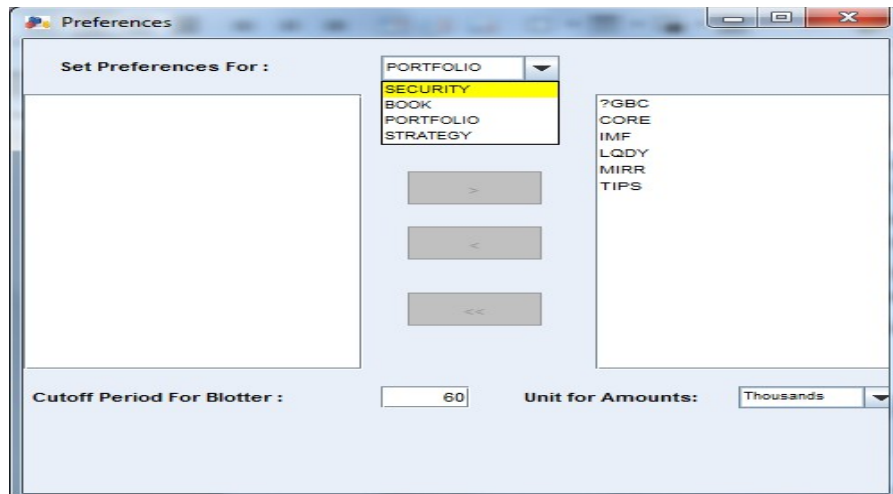 Preferences
Set Preferences For :
PORTFOLIO
SECURITY
BOOK
PORTFOLIO
STRATEGY
?GBC
CORE
IMF
LQDY
MIRR
TIPS
>
<
<<
Cutoff Period For Blotter :
60
Unit for Amounts:
Thousands